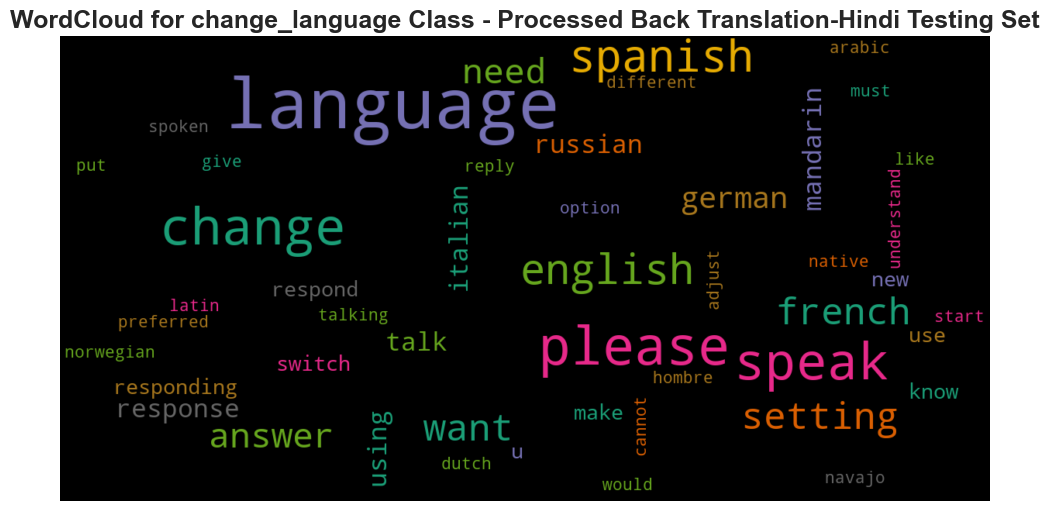 WordCloud for change_language Class - Processed Back Translation-Hindi Testing Set
spanish
arabic
need
different
language
must
mandarin
spoken
russian
put
give
reply
like
understand
italian
german
option
change
english
adjust
native
new
respond
latin
talking
french
start
preferred
talk
please
use
norwegian
switch
speak
hombre
responding
know
response
make
cannot
setting
answer
using
want
u
dutch
navajo
would